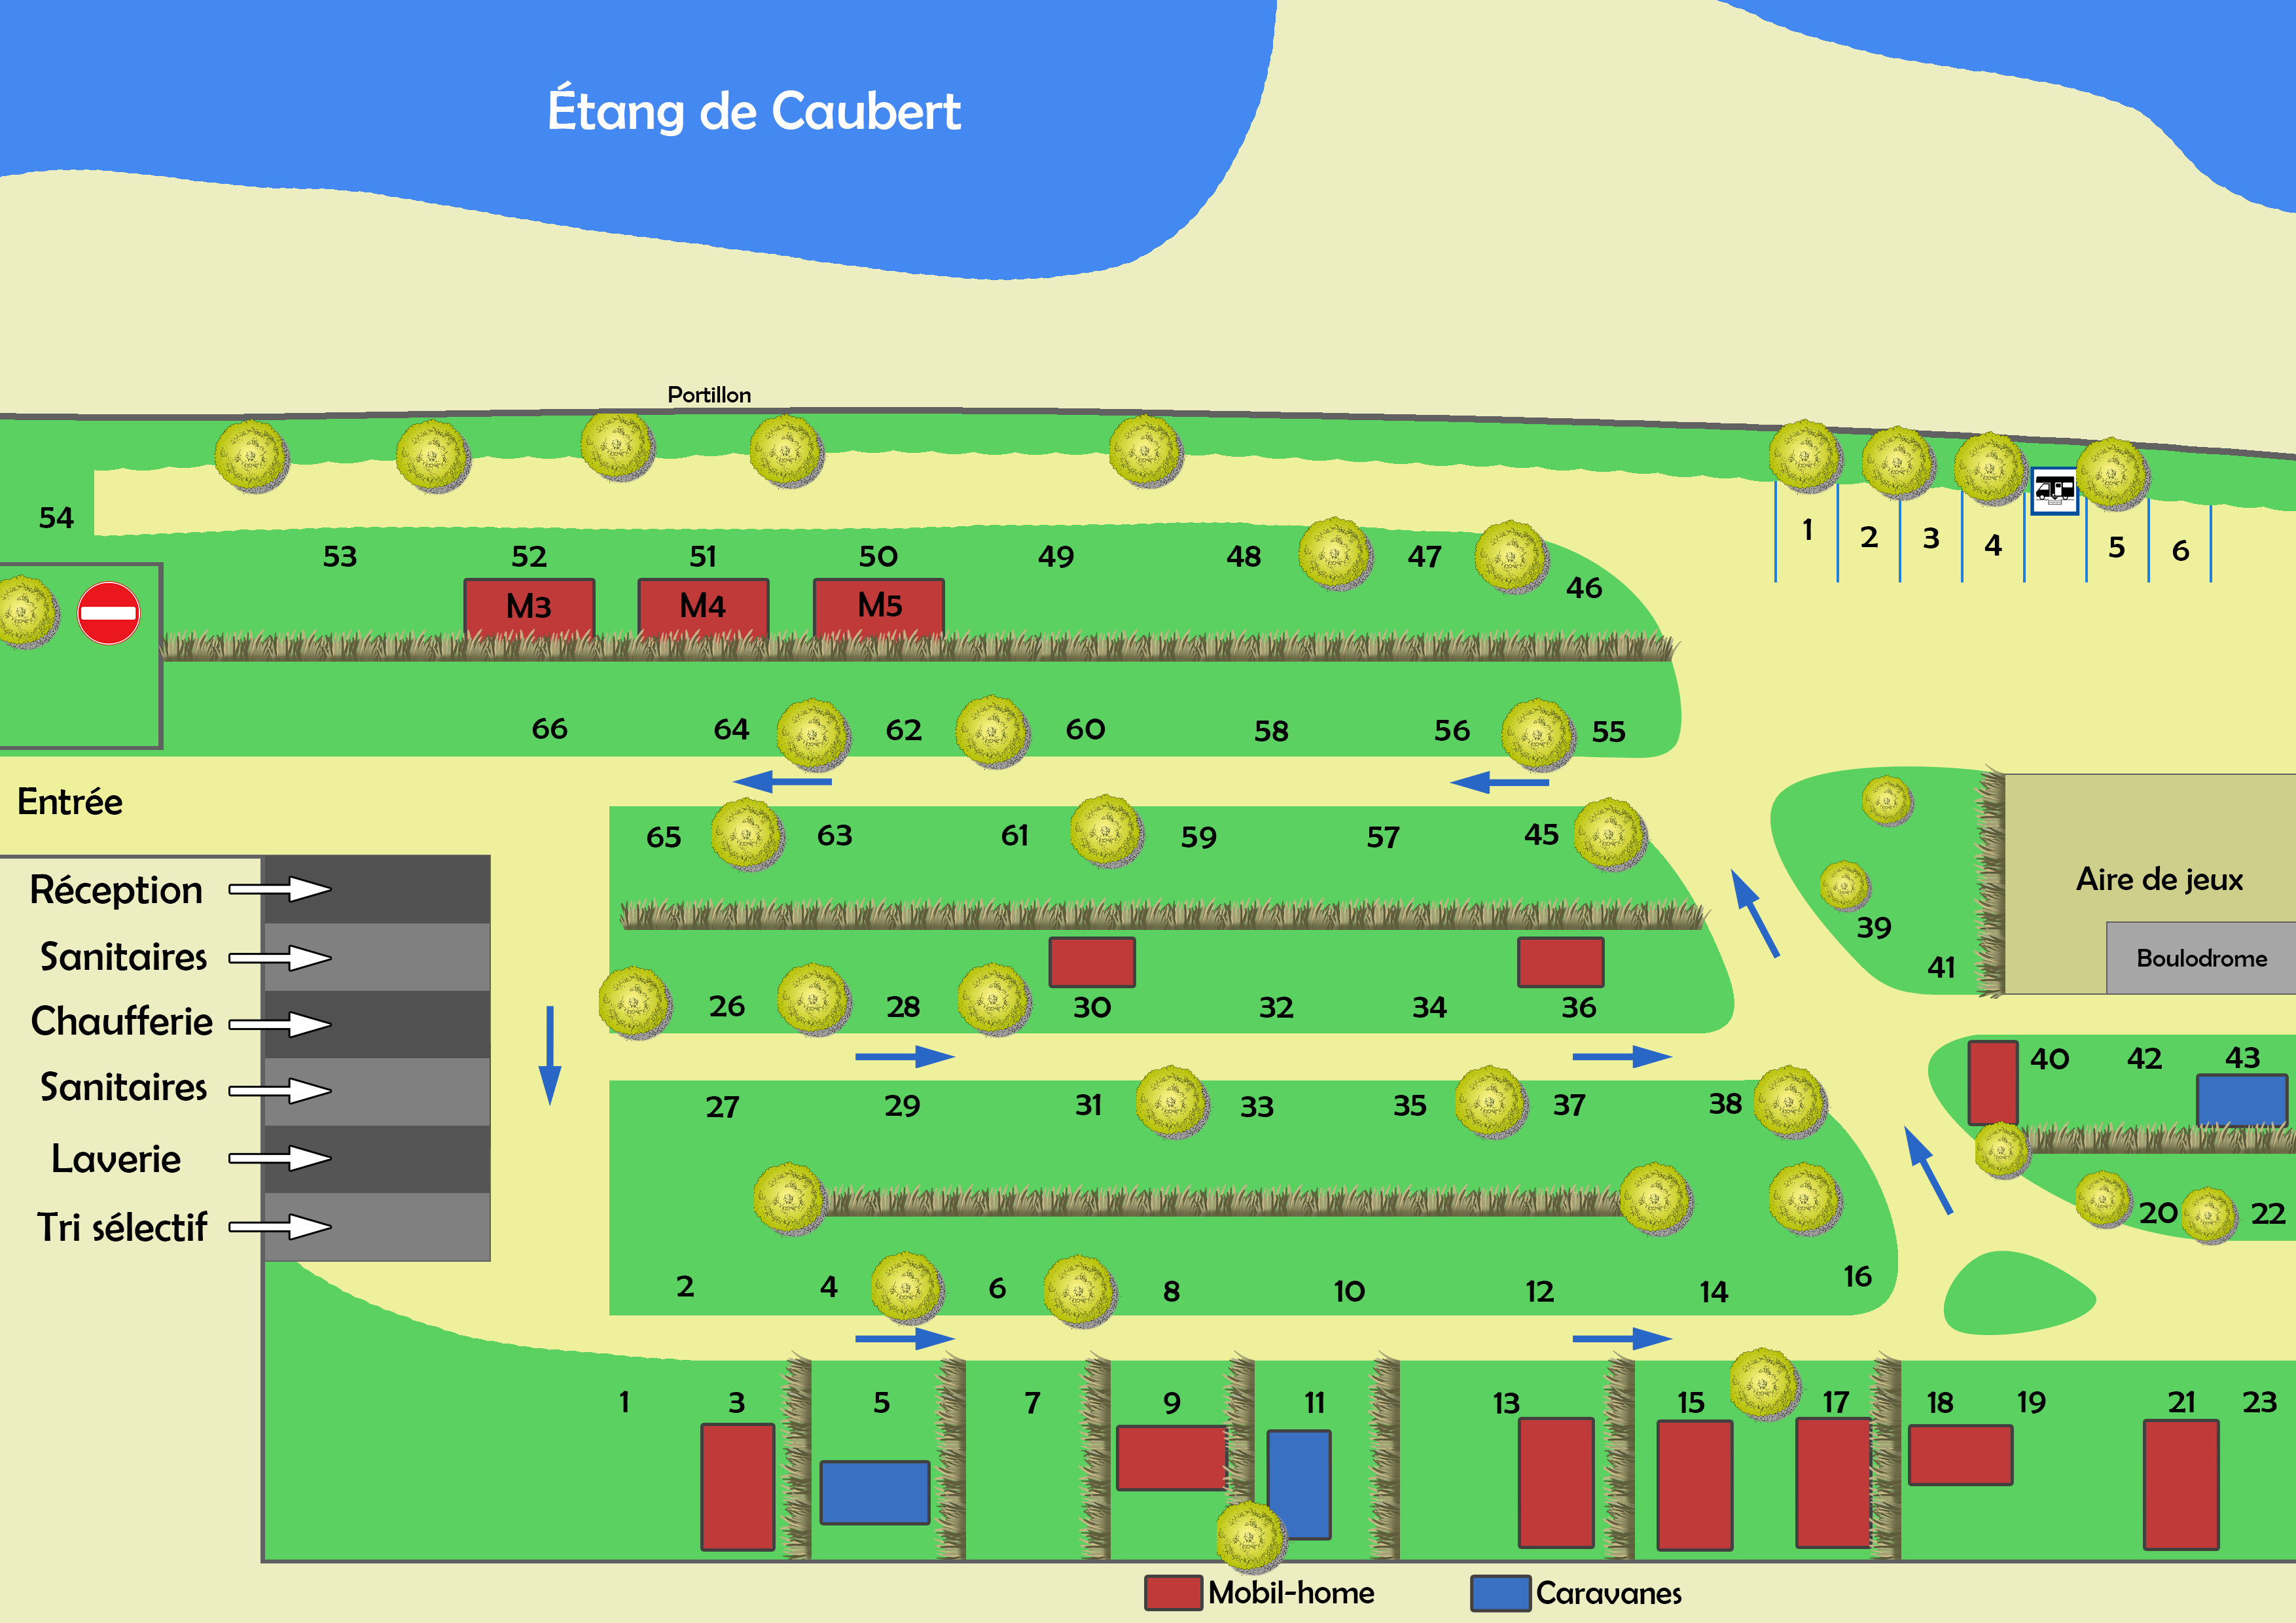 Étang de Caubert
Portillon
54
53 52 51 50 49 48 47 46
1 2 3 4 5 6
M3 M4 M5
66 64 62 60 58 56 55
Entrée
65 63 61 59 57 45
Réception
Aire de jeux
39
Sanitaires
Boulodrome
41
26 28 30 32 34 36
Chaufferie
40 42 43
Sanitaires
27 29 31 33 35 37 38
Laverie
20 22
Tri sélectif
2 4 6 8 10 12 14 16
1 3 5 7 9 11 13 15 17 18 19 21 23
Mobil-home
Caravanes